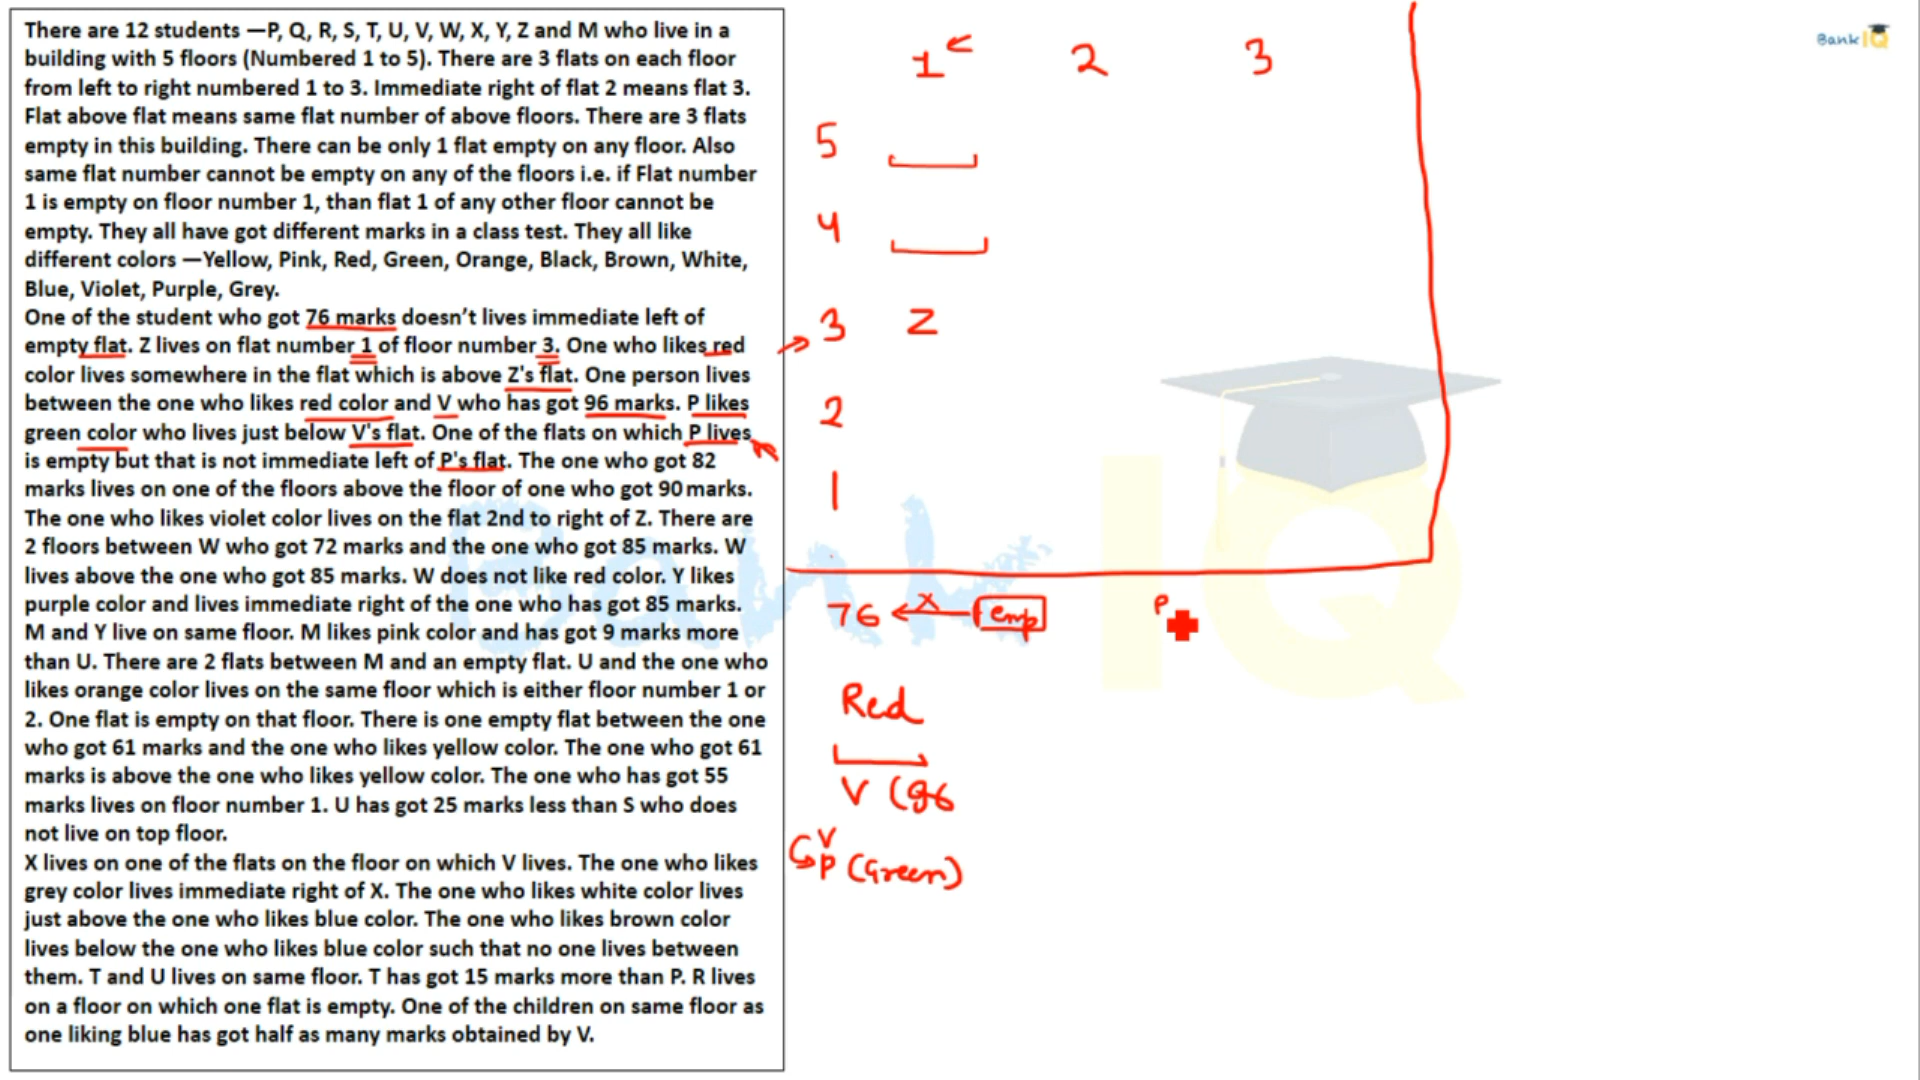 There are 12 students —P, Q, R, S, T, U, V, W, X, Y, Z and M who live in a
building with 5 floors (Numbered 1 to 5). There are 3 flats on each floor
from left to right numbered 1 to 3. Immediate right of flat 2 means flat 3.
Flat above flat means same flat number of above floors. There are 3 flats
empty in this building. There can be only 1 flat empty on any floor. Also
same flat number cannot be empty on any of the floors i.e. if Flat number
1 is empty on floor number 1, than flat 1 of any other floor cannot be
empty. They all have got different marks in a class test. They all like
different colors —Yellow, Pink, Red, Green, Orange, Black, Brown, White,
Blue, Violet, Purple, Grey.
One of the student who got 76 marks doesn't lives immediate left of
empty flat. Z lives on flat number 1 of floor number 3. One who likes red
color lives somewhere in the flat which is above Z's flat. One person lives
between the one who likes red color and V who has got 96 marks. P likes
green color who lives just below V's flat. One of the flats on which P lives
is empty but that is not immediate left of P's flat. The one who got 82
marks lives on one of the floors above the floor of one who got 90 marks.
The one who likes violet color lives on the flat 2nd to right of Z. There are
2 floors between W who got 72 marks and the one who got 85 marks. W
lives above the one who got 85 marks. W does not like red color. Y likes
purple color and lives immediate right of the one who has got 85 marks.
M and Y live on same floor. M likes pink color and has got 9 marks more
than U. There are 2 flats between M and an empty flat. U and the one who
likes orange color lives on the same floor which is either floor number 1 or
2. One flat is empty on that floor. There is one empty flat between the one
who got 61 marks and the one who likes yellow color. The one who got 61
marks is above the one who likes yellow color. The one who has got 55
marks lives on floor number 1. U has got 25 marks less than S who does
not live on top floor.
X lives on one of the flats on the floor on which V lives. The one who likes
grey color lives immediate right of X. The one who likes white color lives
just above the one who likes blue color. The one who likes brown color
lives below the one who likes blue color such that no one lives between
them. T and U lives on same floor. T has got 15 marks more than P. R lives
on a floor on which one flat is empty. One of the children on same floor as
one liking blue has got half as many marks obtained by V.
1 2 3
5
4
3 Z
2
1
76 x emp P
Red
V (96
V
P (Green)
Bank IQ
Bank IQ